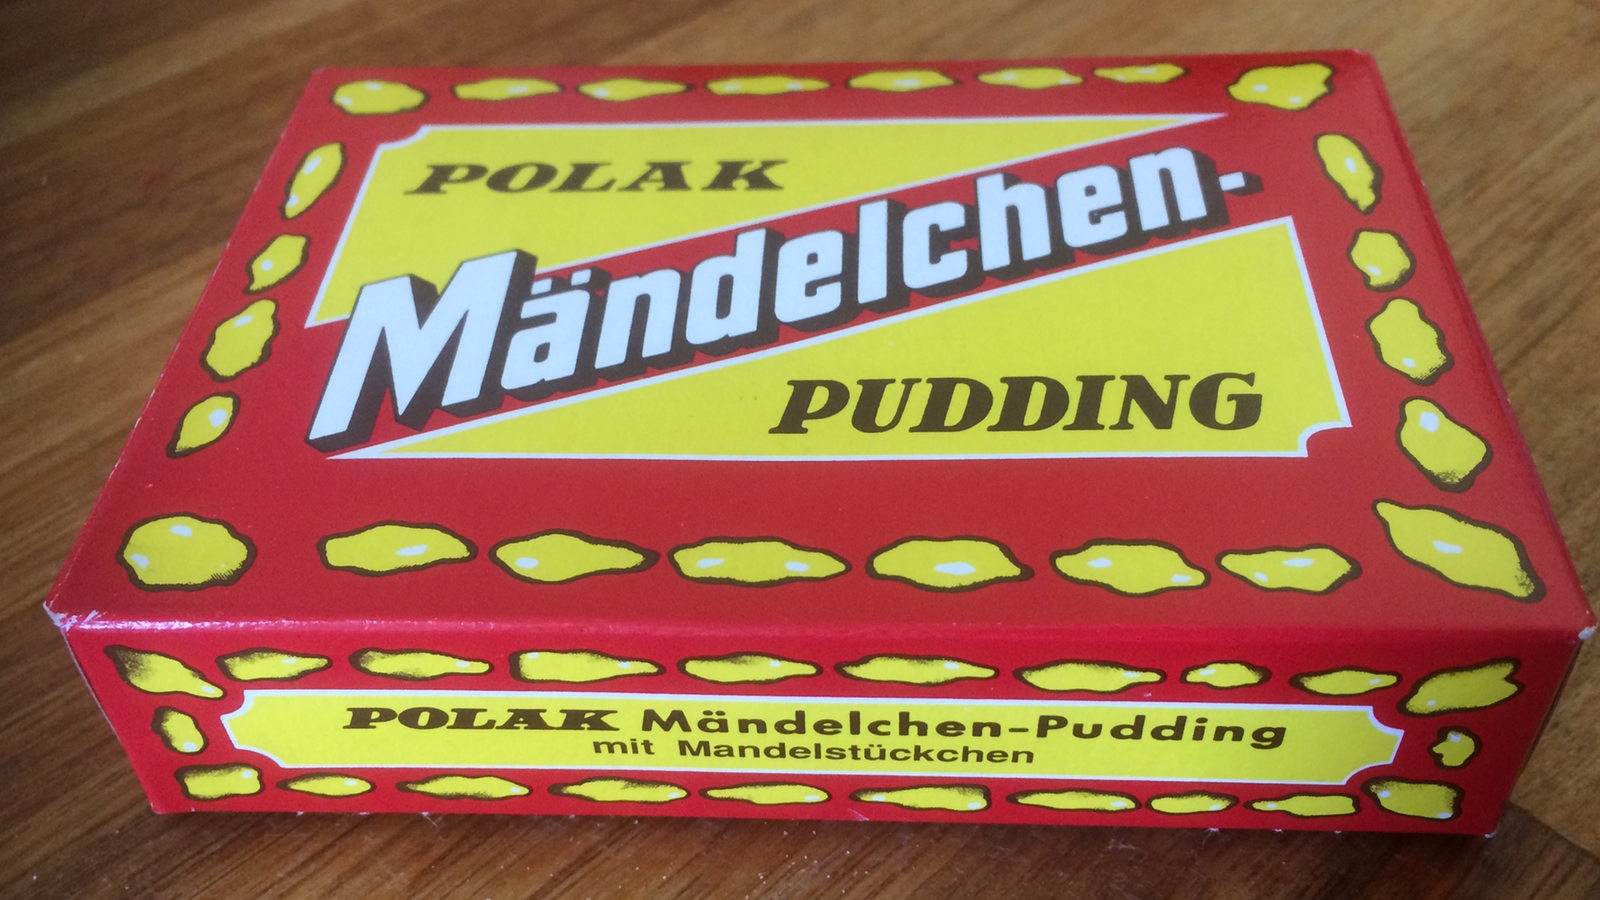 POLAK
Mändelchen-
PUDDING
POLAK Mändelchen-Pudding
mit Mandelstückchen